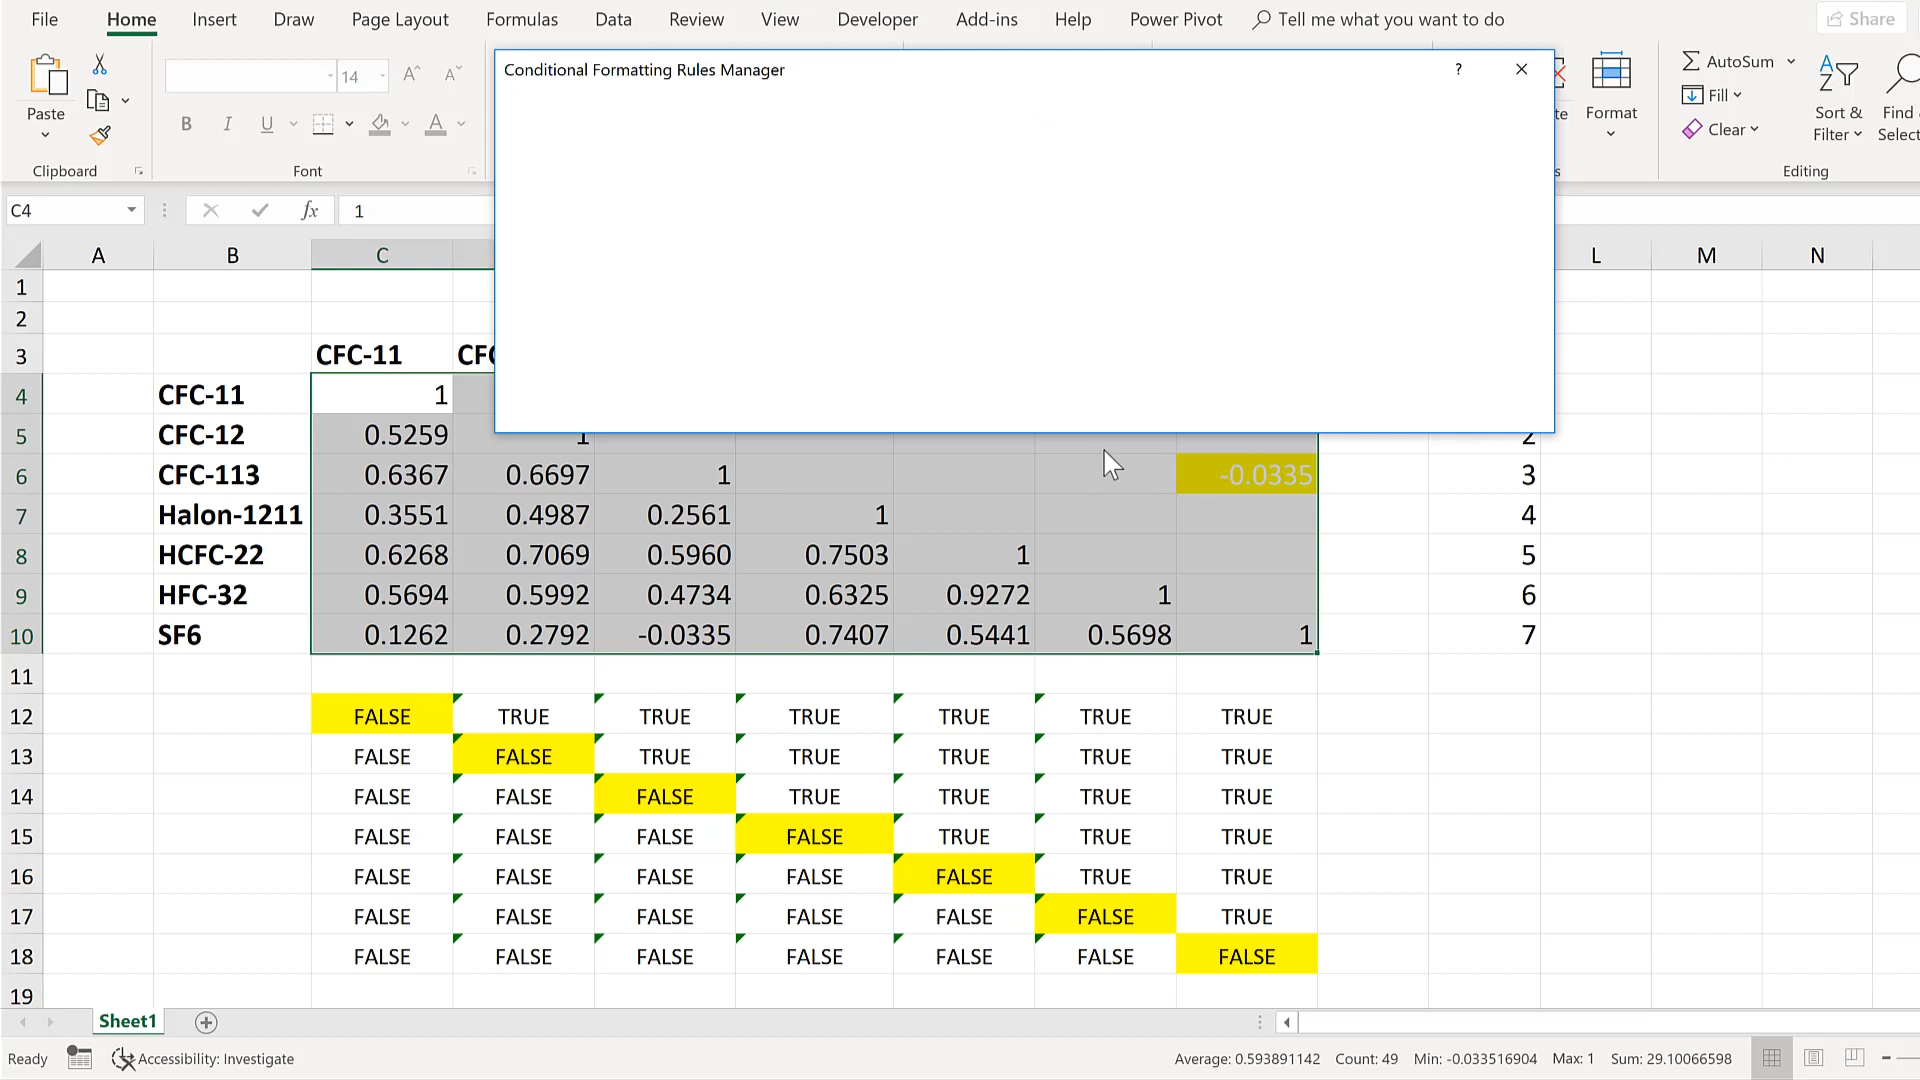 File Home Insert Draw Page Layout Formulas Data Review View Developer Add-ins Help Power Pivot Tell me what you want to do Share
Conditional Formatting Rules Manager ? ×
14
Paste
B I U A
AutoSum
Fill
Clear
Format
Sort &
Filter
Find
Select
Clipboard Font Editing
C4 fx 1
A B C L M N
1
2
3 CFC-11
4 CFC-11 1
5 CFC-12 0.5259 1 2
6 CFC-113 0.6367 0.6697 1 -0.0335 3
7 Halon-1211 0.3551 0.4987 0.2561 1 4
8 HCFC-22 0.6268 0.7069 0.5960 0.7503 1 5
9 HFC-32 0.5694 0.5992 0.4734 0.6325 0.9272 1 6
10 SF6 0.1262 0.2792 -0.0335 0.7407 0.5441 0.5698 1 7
11
12 FALSE TRUE TRUE TRUE TRUE TRUE TRUE
13 FALSE FALSE TRUE TRUE TRUE TRUE TRUE
14 FALSE FALSE FALSE TRUE TRUE TRUE TRUE
15 FALSE FALSE FALSE FALSE TRUE TRUE TRUE
16 FALSE FALSE FALSE FALSE FALSE TRUE TRUE
17 FALSE FALSE FALSE FALSE FALSE FALSE TRUE
18 FALSE FALSE FALSE FALSE FALSE FALSE FALSE
19
Sheet1
Ready Accessibility: Investigate Average: 0.593891142 Count: 49 Min: -0.033516904 Max: 1 Sum: 29.10066598